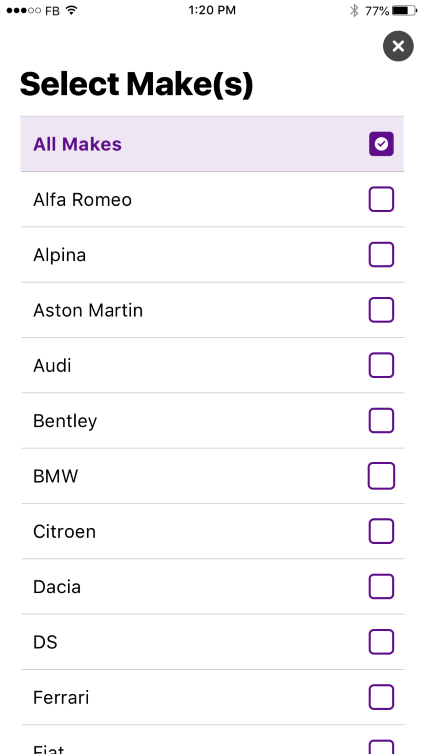 FB 1:20 PM 77%
Select Make(s)
All Makes
Alfa Romeo
Alpina
Aston Martin
Audi
Bentley
BMW
Citroen
Dacia
DS
Ferrari
Fiat